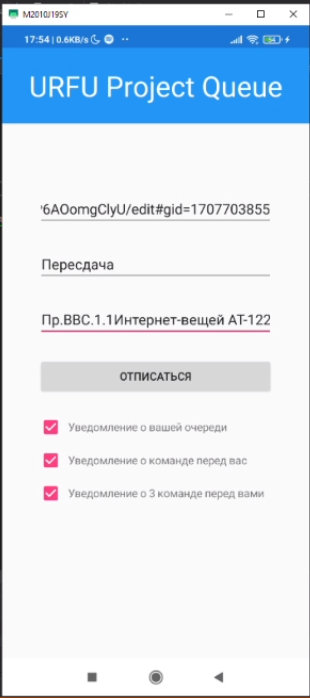 M2010J19SY
17:54 | 0.6KB/s
54
URFU Project Queue
6AOomgClyU/edit#gid=1707703855
Пересдача
Пр.ВВС.1.1Интернет-вещей АТ-122
ОТПИСАТЬСЯ
Уведомление о вашей очереди
Уведомление о команде перед вас
Уведомление о 3 команде перед вами